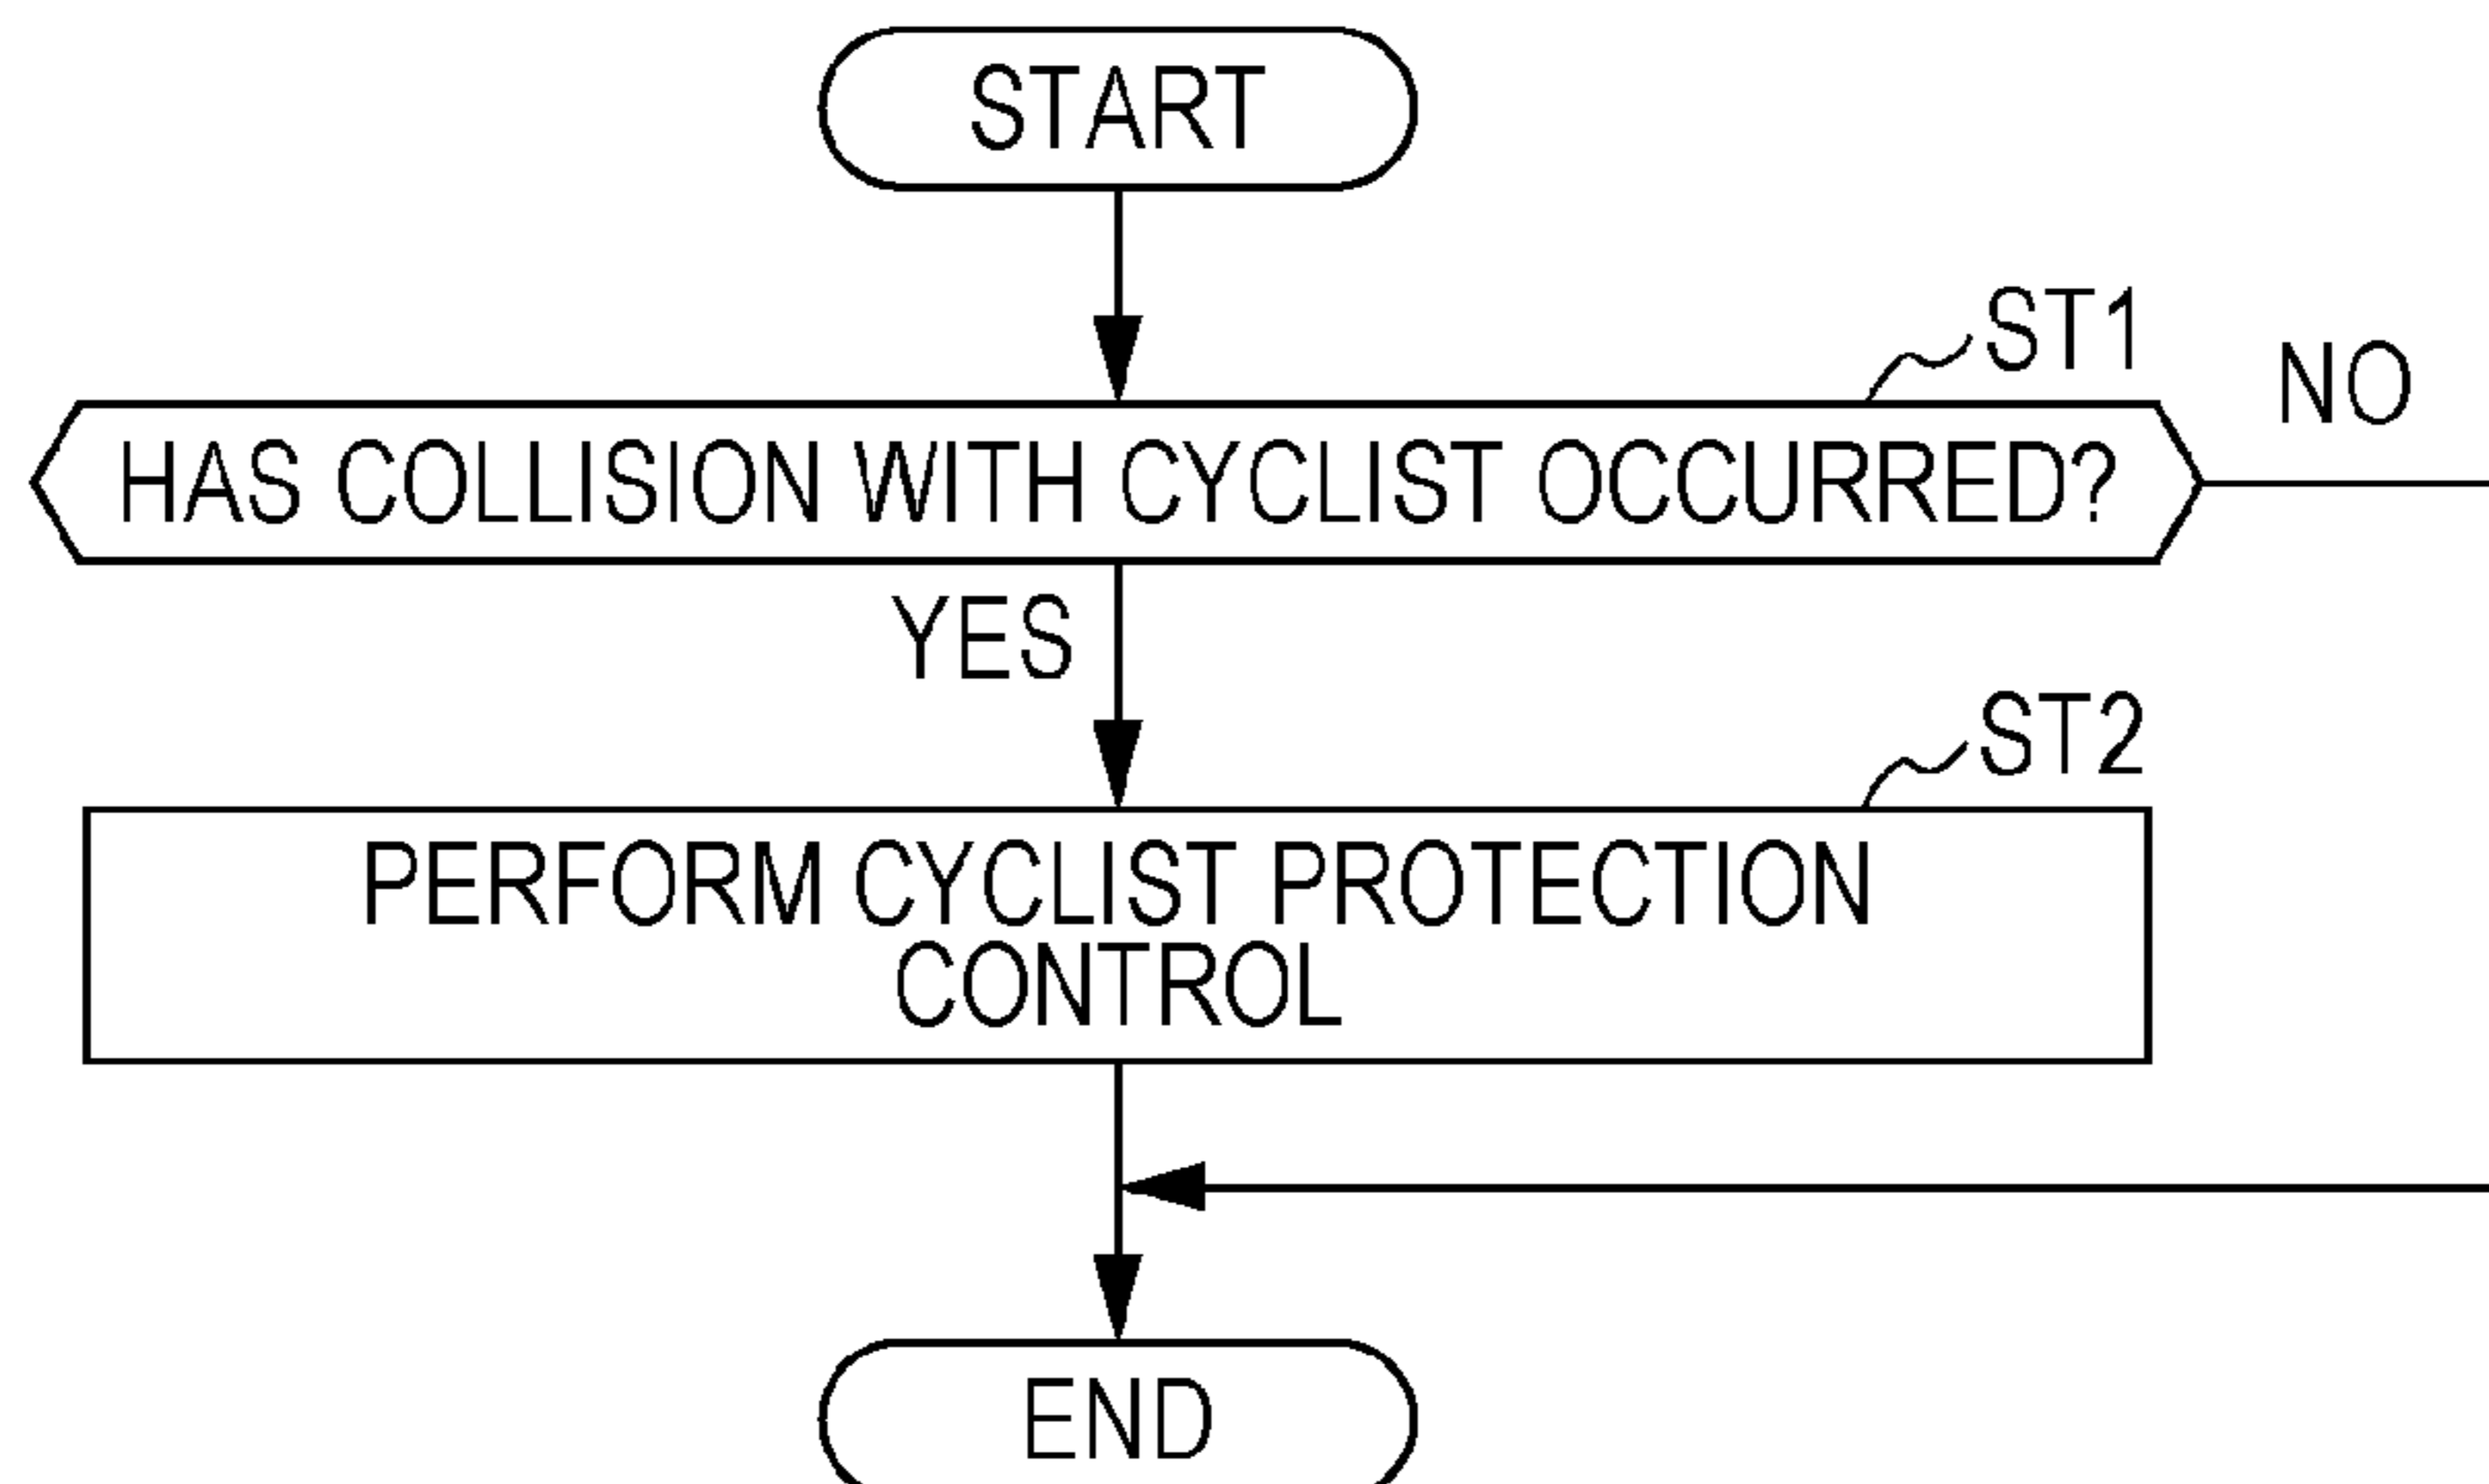 START
ST1
NO
HAS COLLISION WITH CYCLIST OCCURRED?
YES
ST2
PERFORM CYCLIST PROTECTION
CONTROL
END